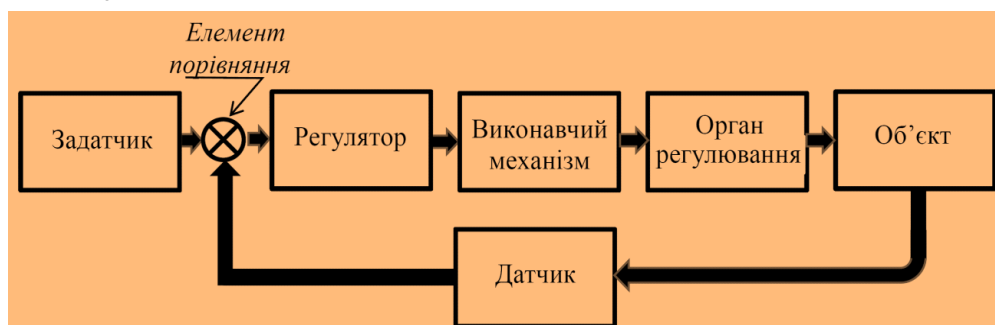 Елемент
порівняння
Задатчик
Регулятор
Виконавчий
механізм
Орган
регулювання
Об’єкт
Датчик